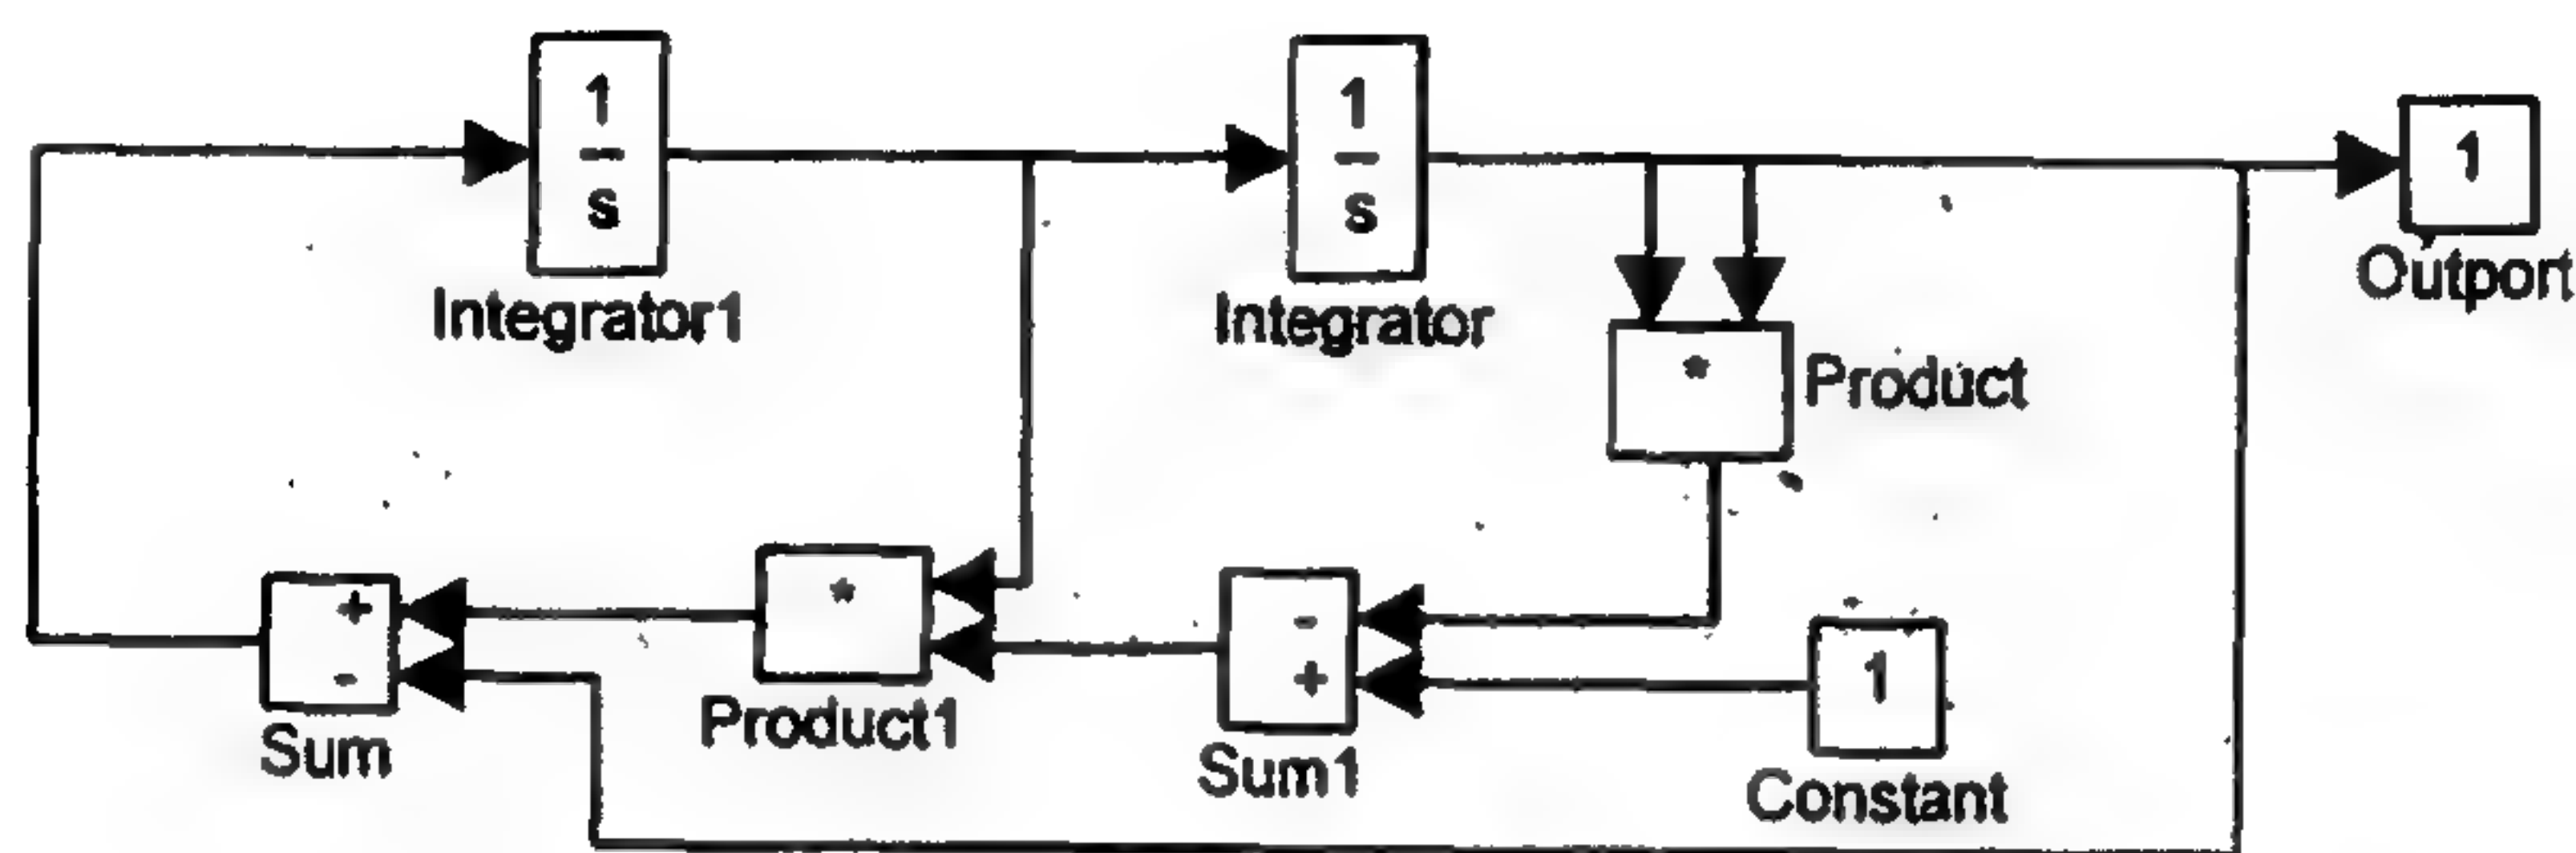 1
s
Integrator1
1
s
Integrator
1
Outport
*
Product
+
-
Sum
*
Product1
-
+
Sum1
1
Constant